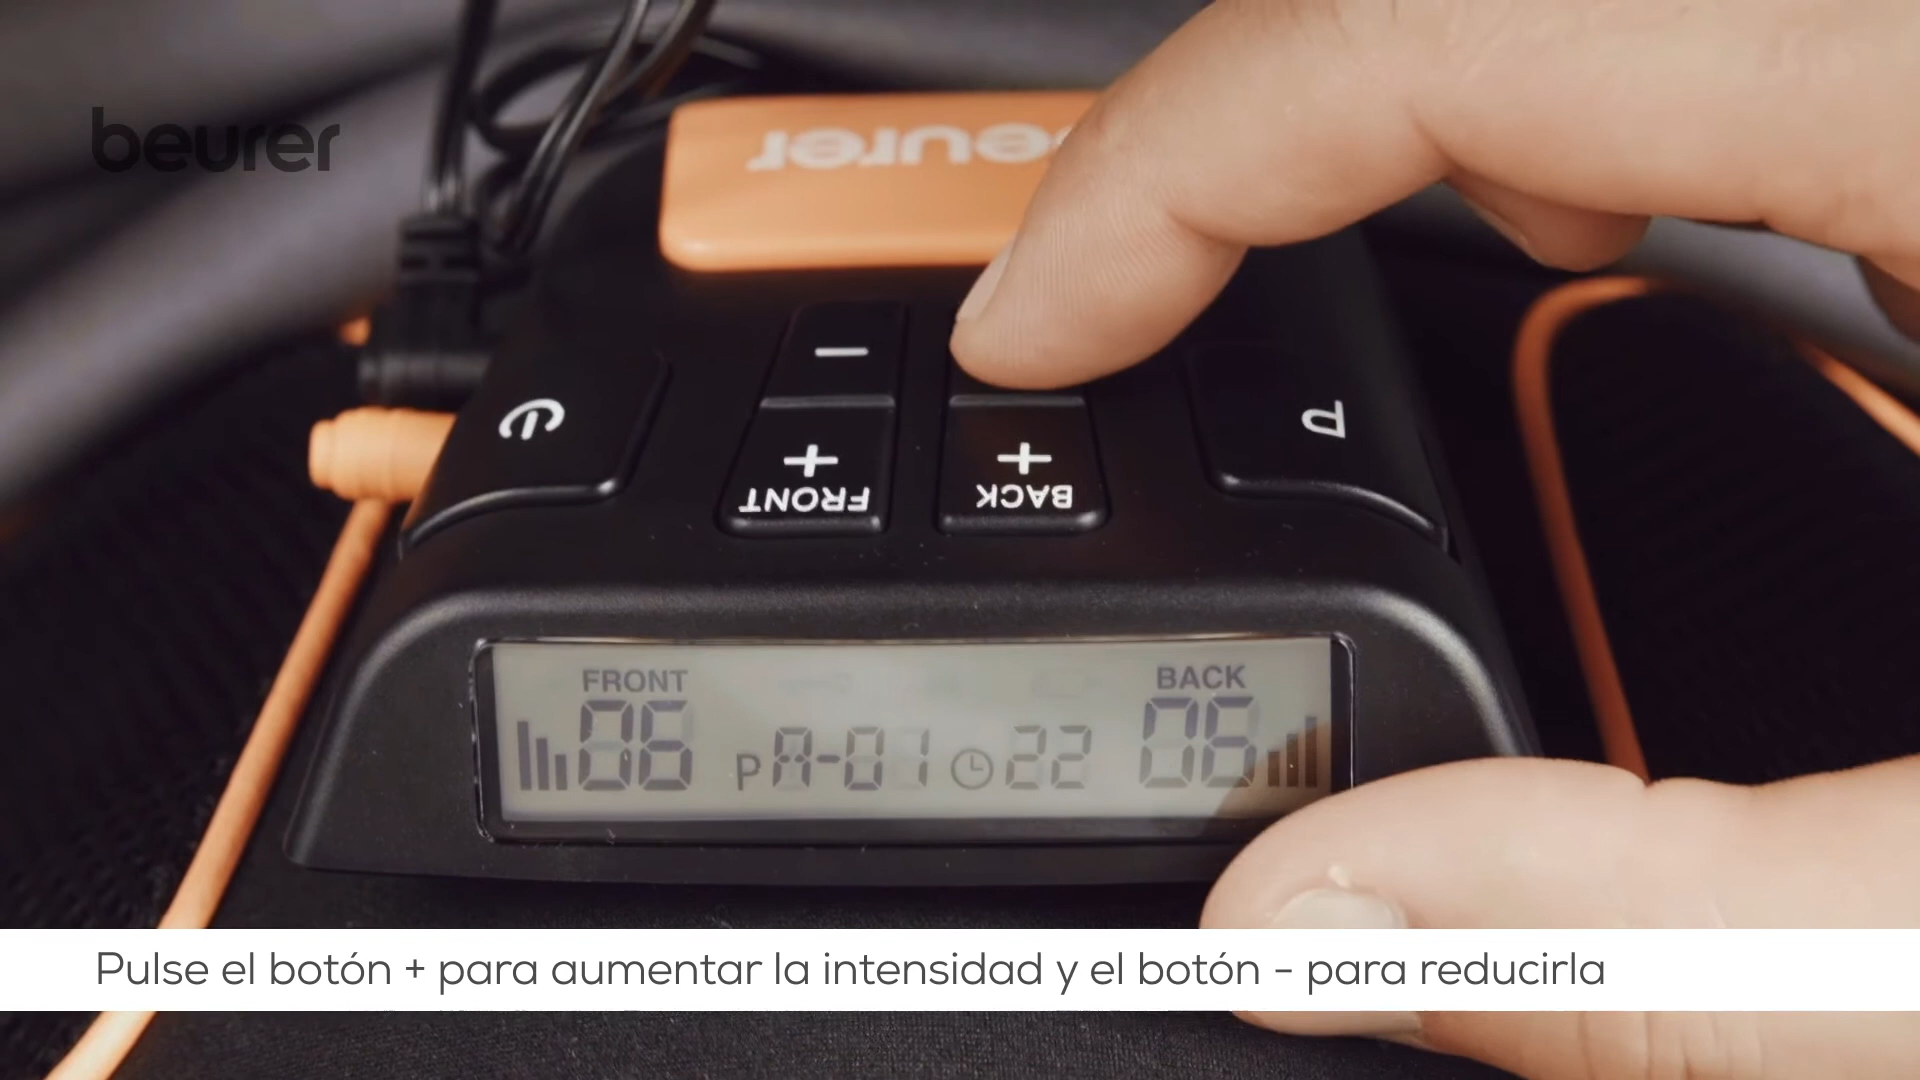 beurer
beurer
−
−
+
+
FRONT
BACK
P
FRONT
BACK
06
P A-01
22
06
Pulse el botón + para aumentar la intensidad y el botón - para reducirla